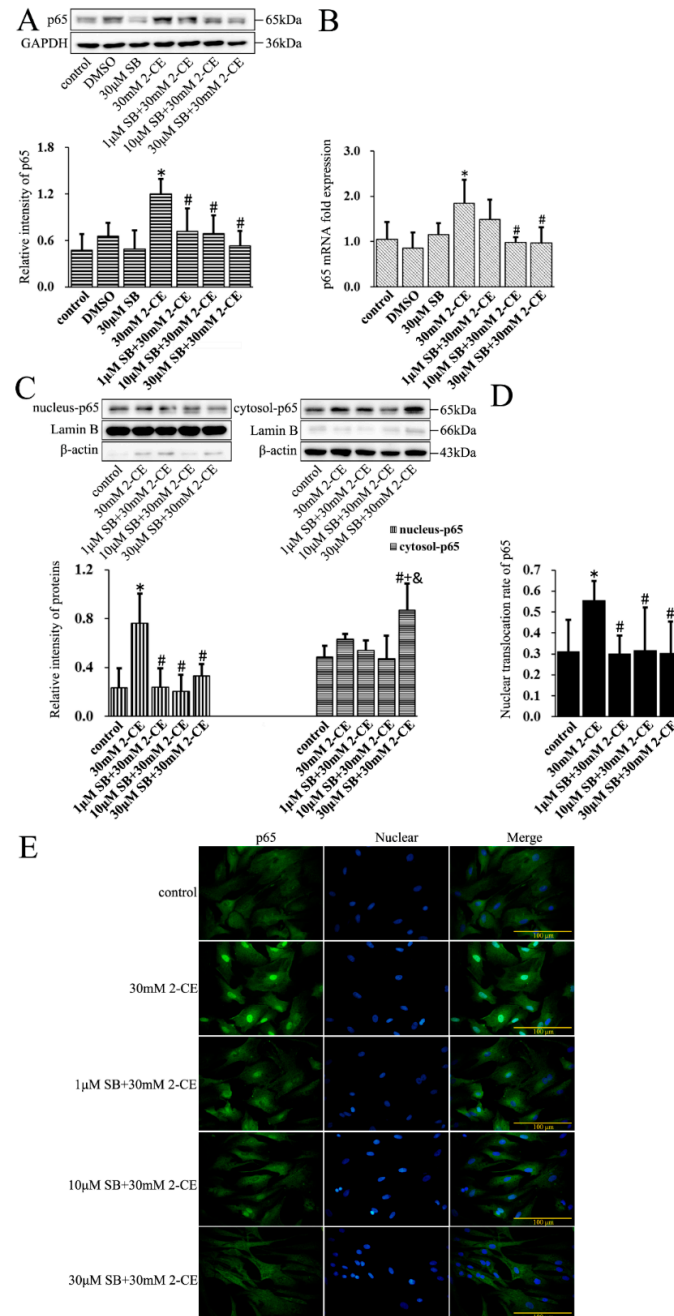 A
p65
65kDa
GAPDH
36kDa
control
DMSO
30μM SB
30mM 2-CE
1μM SB+30mM 2-CE
10μM SB+30mM 2-CE
30μM SB+30mM 2-CE
Relative intensity of p65
1.8
1.2
0.6
0
*
#
#
#
control
DMSO
30μM SB
30mM 2-CE
1μM SB+30mM 2-CE
10μM SB+30mM 2-CE
30μM SB+30mM 2-CE
B
p65 mRNA fold expression
3.0
2.0
1.0
0.0
*
#
#
control
DMSO
30μM SB
30mM 2-CE
1μM SB+30mM 2-CE
10μM SB+30mM 2-CE
30μM SB+30mM 2-CE
C
nucleus-p65
Lamin B
β-actin
control
30mM 2-CE
1μM SB+30mM 2-CE
10μM SB+30mM 2-CE
30μM SB+30mM 2-CE
cytosol-p65
65kDa
Lamin B
66kDa
β-actin
43kDa
control
30mM 2-CE
1μM SB+30mM 2-CE
10μM SB+30mM 2-CE
30μM SB+30mM 2-CE
nucleus-p65
cytosol-p65
Relative intensity of proteins
1.2
0.8
0.4
0.0
*
#
#
#
#+&
control
30mM 2-CE
1μM SB+30mM 2-CE
10μM SB+30mM 2-CE
30μM SB+30mM 2-CE
control
30mM 2-CE
1μM SB+30mM 2-CE
10μM SB+30mM 2-CE
30μM SB+30mM 2-CE
D
Nuclear translocation rate of p65
0.7
0.6
0.5
0.4
0.3
0.2
0.1
0.0
*
#
#
#
control
30mM 2-CE
1μM SB+30mM 2-CE
10μM SB+30mM 2-CE
30μM SB+30mM 2-CE
E
p65
Nuclear
Merge
control
100 μm
30mM 2-CE
100 μm
1μM SB+30mM 2-CE
100 μm
10μM SB+30mM 2-CE
100 μm
30μM SB+30mM 2-CE
100 μm